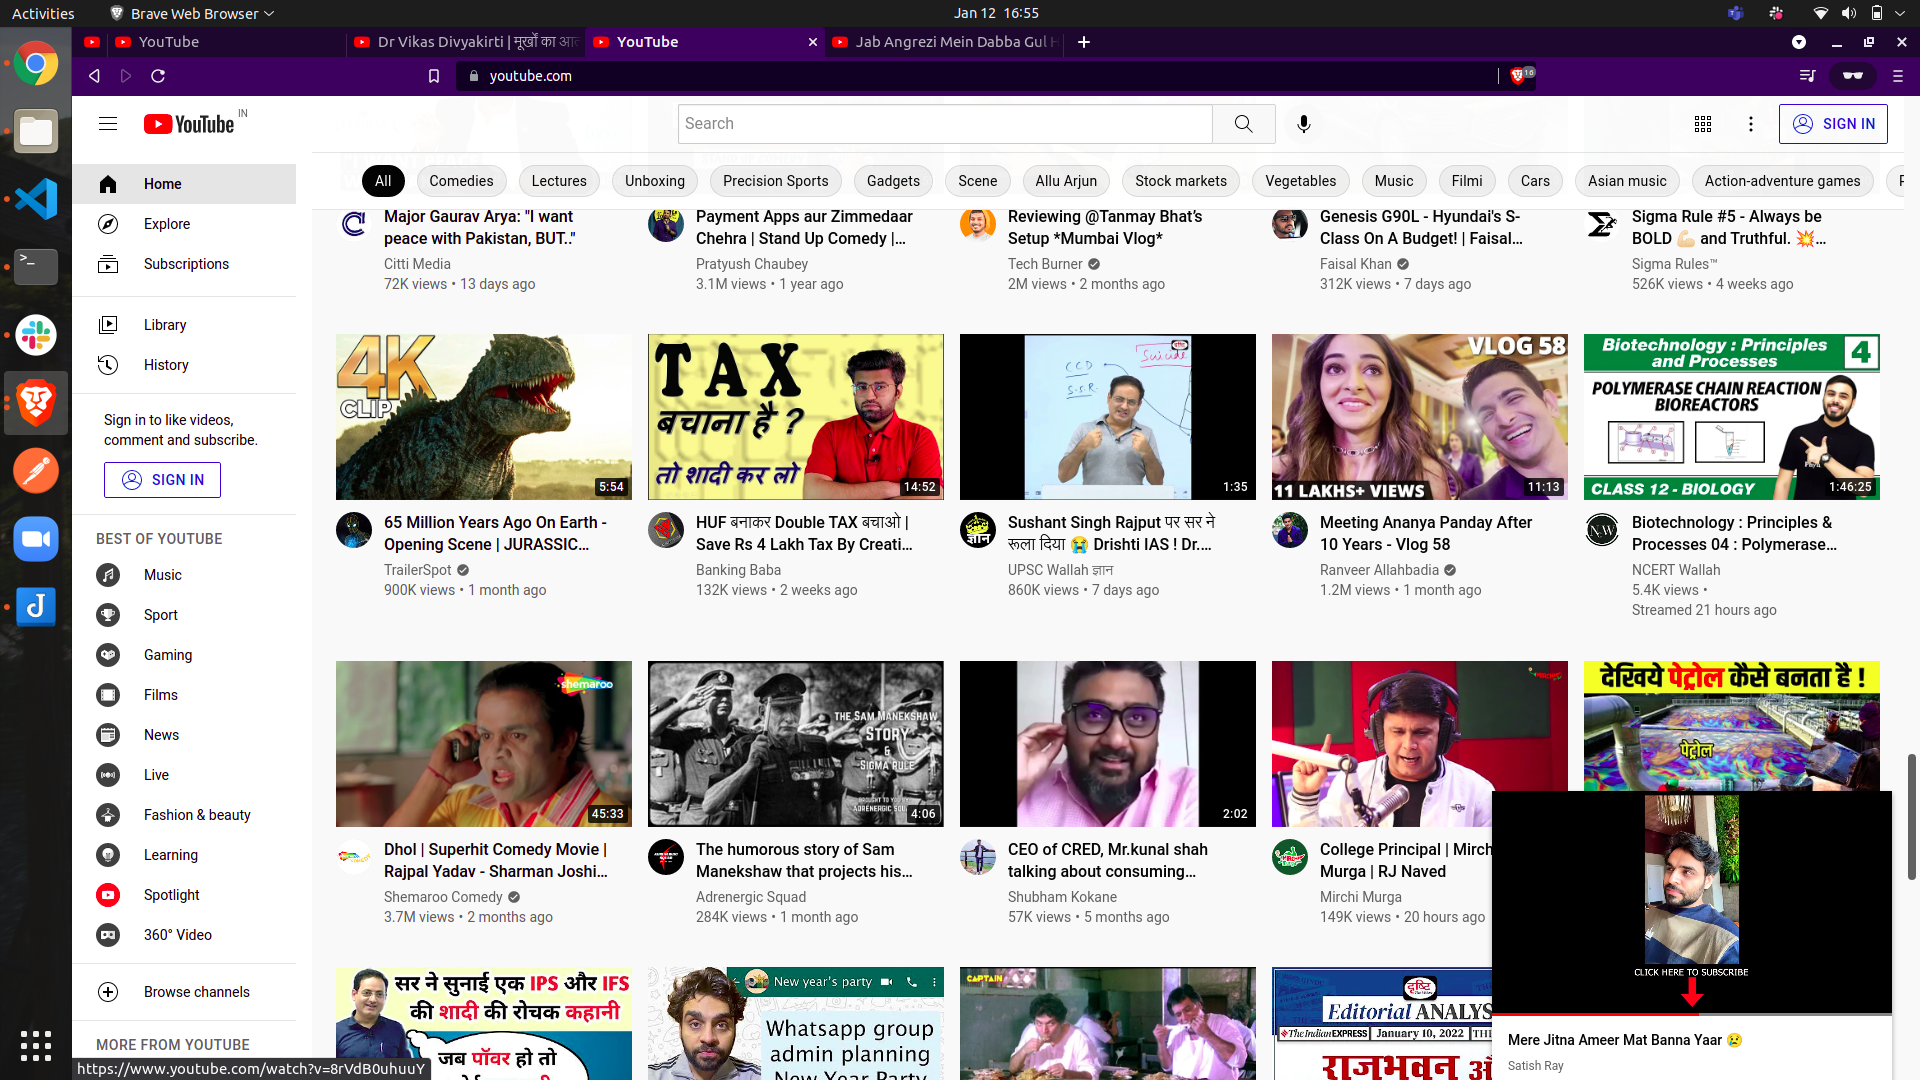 Activities
Brave Web Browser
Jan 12 16:55
YouTube
Dr Vikas Divyakirti | मूर्खों का आत
YouTube
Jab Angrezi Mein Dabba Gul H
youtube.com
16
YouTube IN
Search
SIGN IN
Home
Explore
Subscriptions
Library
History
Sign in to like videos,
comment and subscribe.
SIGN IN
BEST OF YOUTUBE
Music
Sport
Gaming
Films
News
Live
Fashion & beauty
Learning
Spotlight
360° Video
Browse channels
MORE FROM YOUTUBE
https://www.youtube.com/watch?v=8rVdB0uhuuY
All
Comedies
Lectures
Unboxing
Precision Sports
Gadgets
Scene
Allu Arjun
Stock markets
Vegetables
Music
Filmi
Cars
Asian music
Action-adventure games
Major Gaurav Arya: "I want
peace with Pakistan, BUT.."
Citti Media
72K views • 13 days ago
Payment Apps aur Zimmedaar
Chehra | Stand Up Comedy |...
Pratyush Chaubey
3.1M views • 1 year ago
Reviewing @Tanmay Bhat's
Setup *Mumbai Vlog*
Tech Burner
2M views • 2 months ago
Genesis G90L - Hyundai's S-
Class On A Budget! | Faisal...
Faisal Khan
312K views • 7 days ago
Sigma Rule #5 - Always be
BOLD 💪🏻 and Truthful. 💥...
Sigma Rules™
526K views • 4 weeks ago
4K
CLIP
5:54
65 Million Years Ago On Earth -
Opening Scene | JURASSIC...
TrailerSpot
900K views • 1 month ago
TAX
बचाना है ?
तो शादी कर लो
14:52
HUF बनाकर Double TAX बचाओ |
Save Rs 4 Lakh Tax By Creati...
Banking Baba
132K views • 2 weeks ago
Suicide
CCD
S.S.R.
1:35
ज्ञान
Sushant Singh Rajput पर सर ने
रूला दिया 😭 Drishti IAS ! Dr....
UPSC Wallah ज्ञान
860K views • 7 days ago
VLOG 58
11 LAKHS+ VIEWS
11:13
Meeting Ananya Panday After
10 Years - Vlog 58
Ranveer Allahbadia
1.2M views • 1 month ago
Biotechnology : Principles
and Processes
4
POLYMERASE CHAIN REACTION
BIOREACTORS
CLASS 12 - BIOLOGY
1:46:25
NW
Biotechnology : Principles &
Processes 04 : Polymerase...
NCERT Wallah
5.4K views •
Streamed 21 hours ago
shemaroo
45:33
Dhol | Superhit Comedy Movie |
Rajpal Yadav - Sharman Joshi...
Shemaroo Comedy
3.7M views • 2 months ago
THE SAM MANEKSHAW
STORY
&
SIGMA RULE
BROUGHT TO YOU BY
ADRENERGIC SQUAD
4:06
The humorous story of Sam
Manekshaw that projects his...
Adrenergic Squad
284K views • 1 month ago
2:02
CEO of CRED, Mr.kunal shah
talking about consuming...
Shubham Kokane
57K views • 5 months ago
College Principal | Mirch
Murga | RJ Naved
Mirchi Murga
149K views • 20 hours ago
देखिये पेट्रोल कैसे बनता है !
पेट्रोल
सर ने सुनाई एक IPS और IFS
की शादी की रोचक कहानी
जब पॉवर हो तो
New year's party
Whatsapp group
admin planning
New Year Party
CAPTAIN
दृष्टि
Editorial ANALYS
The Indian EXPRESS | January 10, 2022 | TH
राजभवन औ
CLICK HERE TO SUBSCRIBE
Mere Jitna Ameer Mat Banna Yaar 😢
Satish Ray